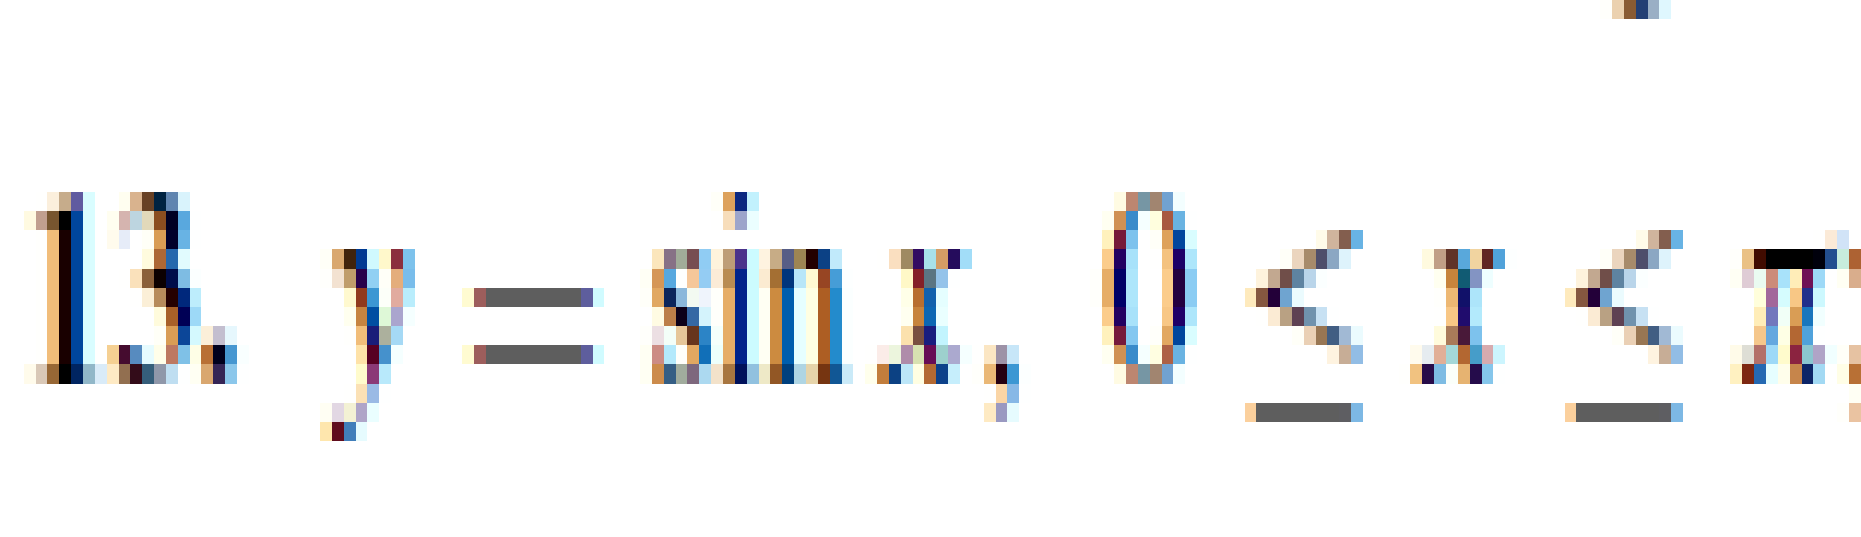 13. y = sin x, 0 ≤ x ≤ π